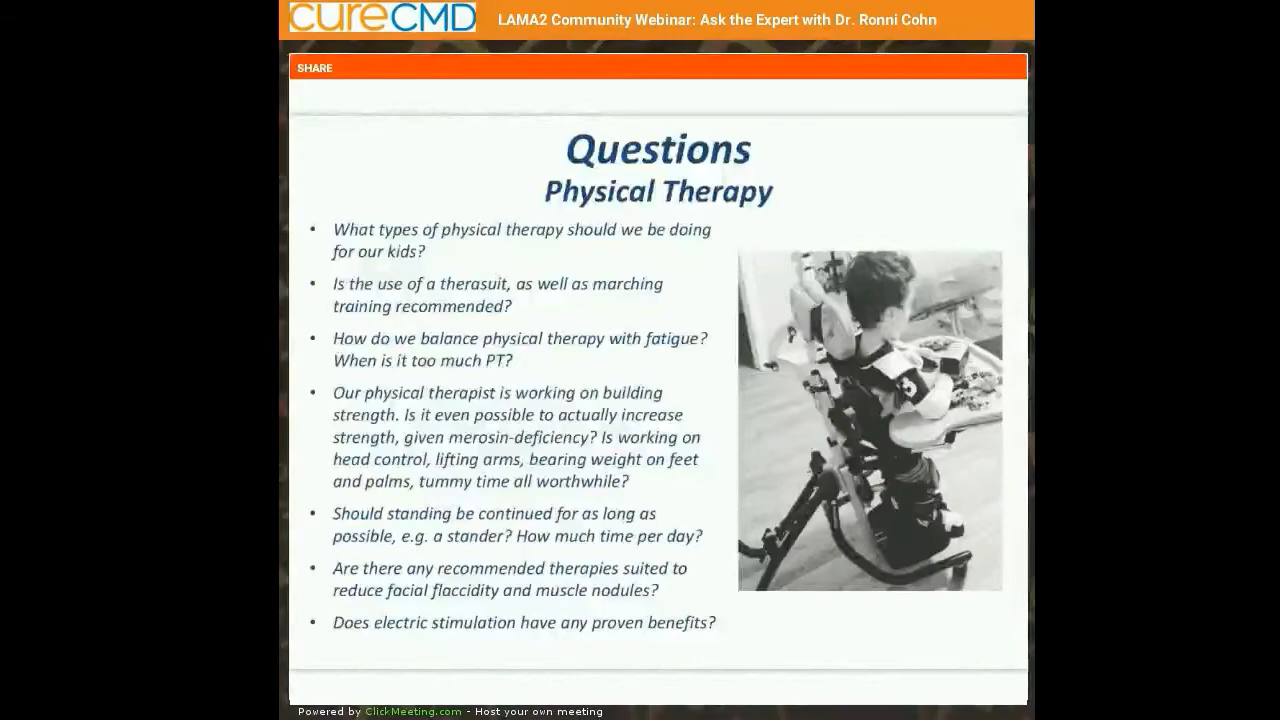 cureCMD
LAMA2 Community Webinar: Ask the Expert with Dr. Ronni Cohn
SHARE
Questions
Physical Therapy
• What types of physical therapy should we be doing
for our kids?
• Is the use of a therasuit, as well as marching
training recommended?
• How do we balance physical therapy with fatigue?
When is it too much PT?
• Our physical therapist is working on building
strength. Is it even possible to actually increase
strength, given merosin-deficiency? Is working on
head control, lifting arms, bearing weight on feet
and palms, tummy time all worthwhile?
• Should standing be continued for as long as
possible, e.g. a stander? How much time per day?
• Are there any recommended therapies suited to
reduce facial flaccidity and muscle nodules?
• Does electric stimulation have any proven benefits?
Powered by ClickMeeting.com - Host your own meeting